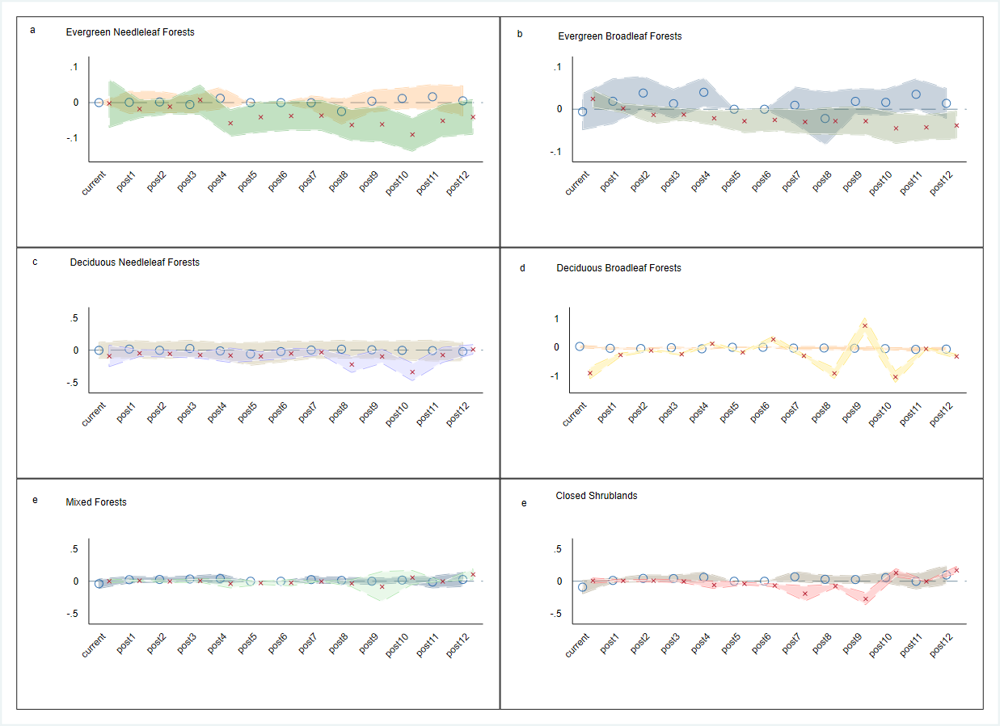 a Evergreen Needleleaf Forests
.1
0
-.1
current post1 post2 post3 post4 post5 post6 post7 post8 post9 post10 post11 post12
b Evergreen Broadleaf Forests
.1
0
-.1
current post1 post2 post3 post4 post5 post6 post7 post8 post9 post10 post11 post12
c Deciduous Needleleaf Forests
.5
0
-.5
current post1 post2 post3 post4 post5 post6 post7 post8 post9 post10 post11 post12
d Deciduous Broadleaf Forests
1
0
-1
current post1 post2 post3 post4 post5 post6 post7 post8 post9 post10 post11 post12
e Mixed Forests
.5
0
-.5
current post1 post2 post3 post4 post5 post6 post7 post8 post9 post10 post11 post12
e Closed Shrublands
.5
0
-.5
current post1 post2 post3 post4 post5 post6 post7 post8 post9 post10 post11 post12